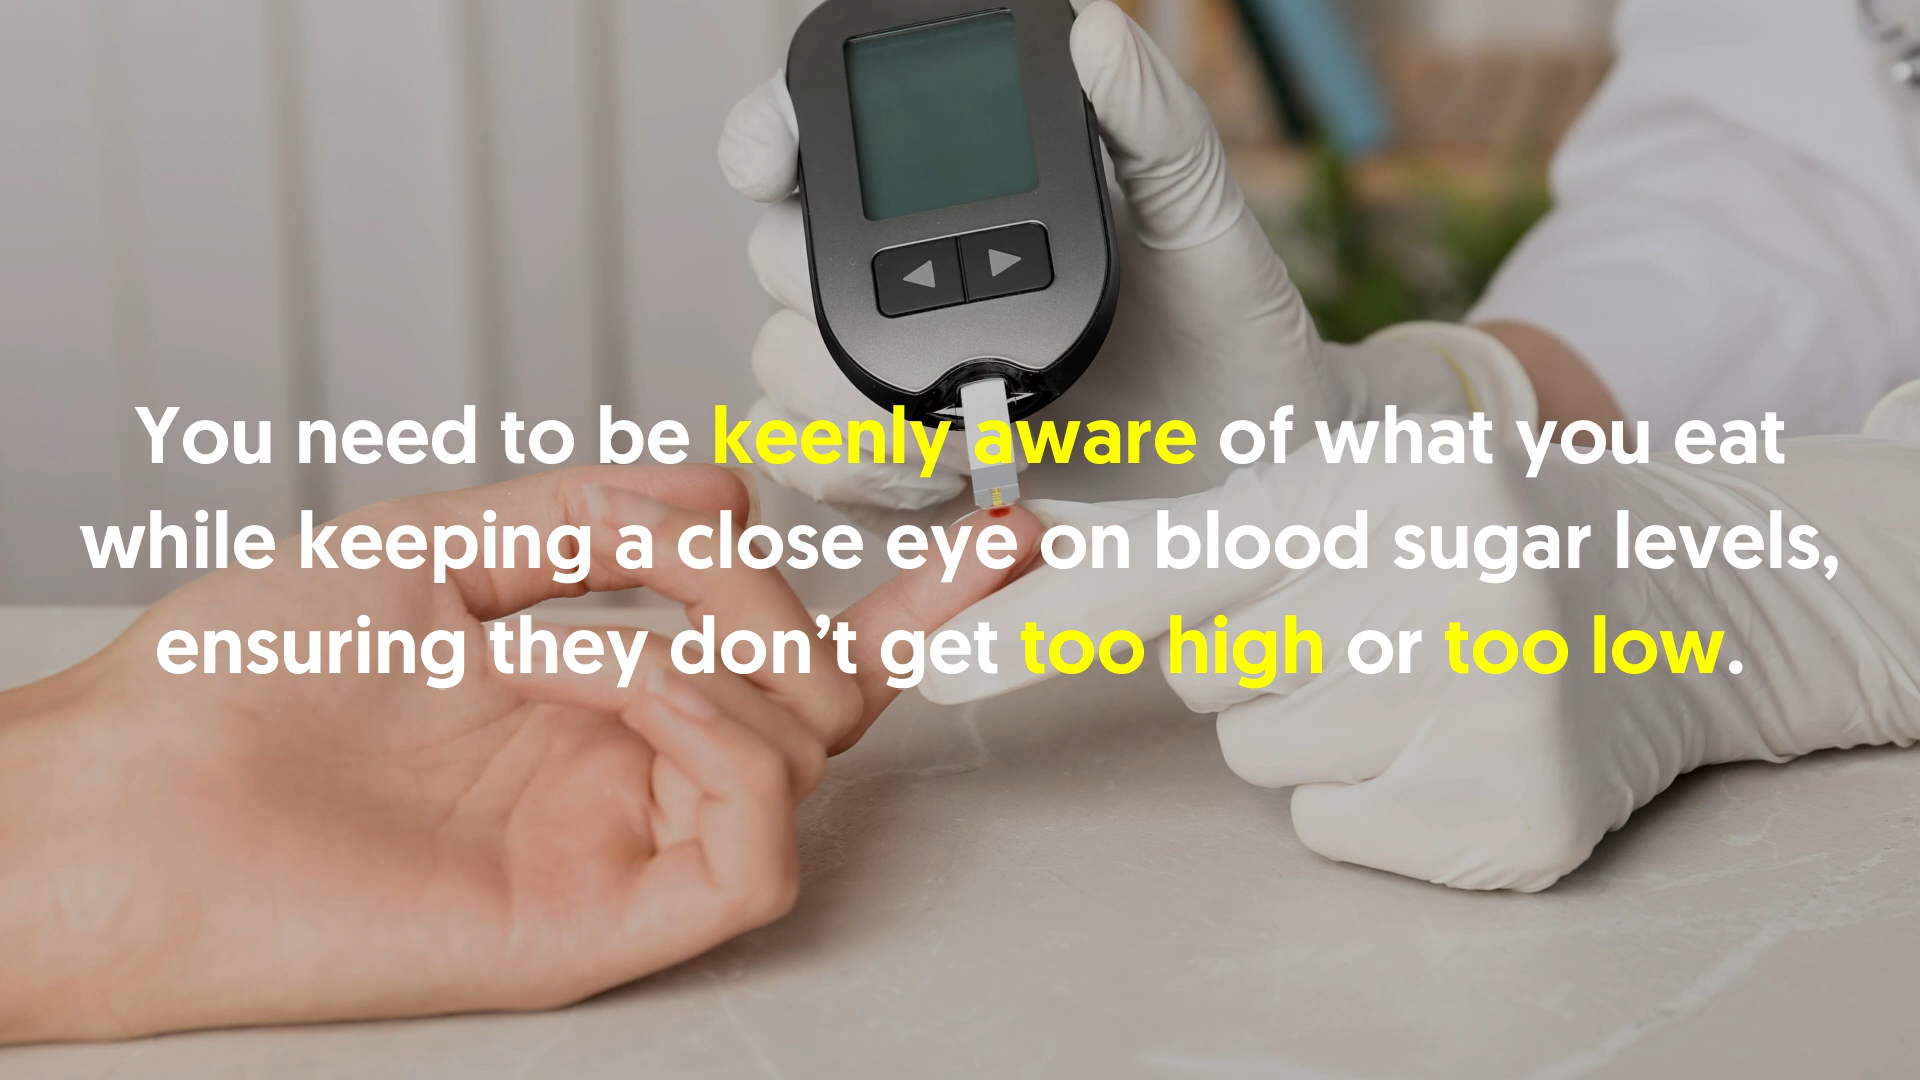 You need to be keenly aware of what you eat
while keeping a close eye on blood sugar levels,
ensuring they don’t get too high or too low.